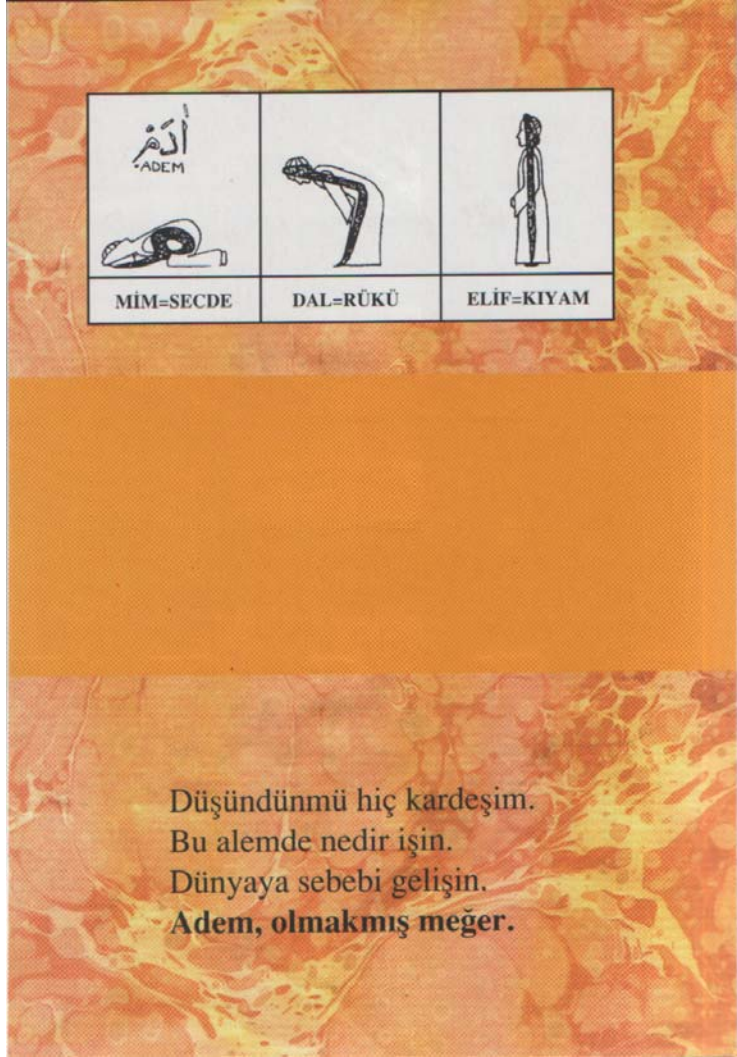 أدم
ADEM
MİM=SECDE
DAL=RÜKÜ
ELİF=KIYAM
Düşündünmü hiç kardeşim.
Bu alemde nedir işin.
Dünyaya sebebi gelişin.
Adem, olmakmış meğer.